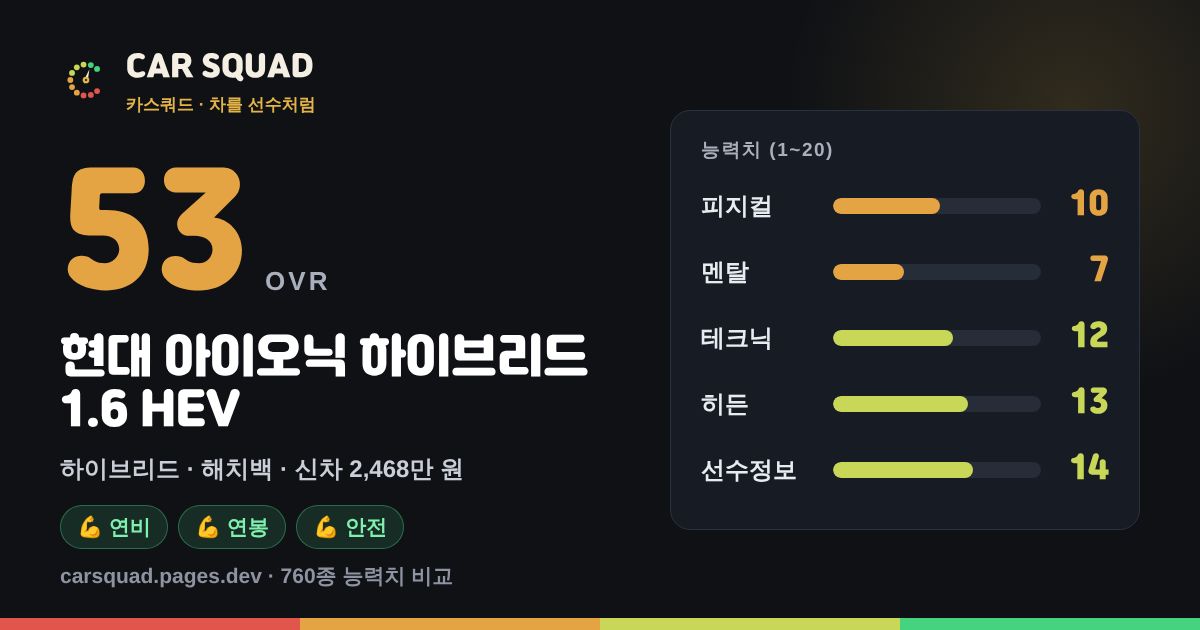 CAR SQUAD
카스쿼드 · 차를 선수처럼
53 OVR
현대 아이오닉 하이브리드
1.6 HEV
하이브리드 · 해치백 · 신차 2,468만 원
💪 연비 💪 연봉 💪 안전
carsquad.pages.dev · 760종 능력치 비교
능력치 (1~20)
피지컬 10
멘탈 7
테크닉 12
히든 13
선수정보 14